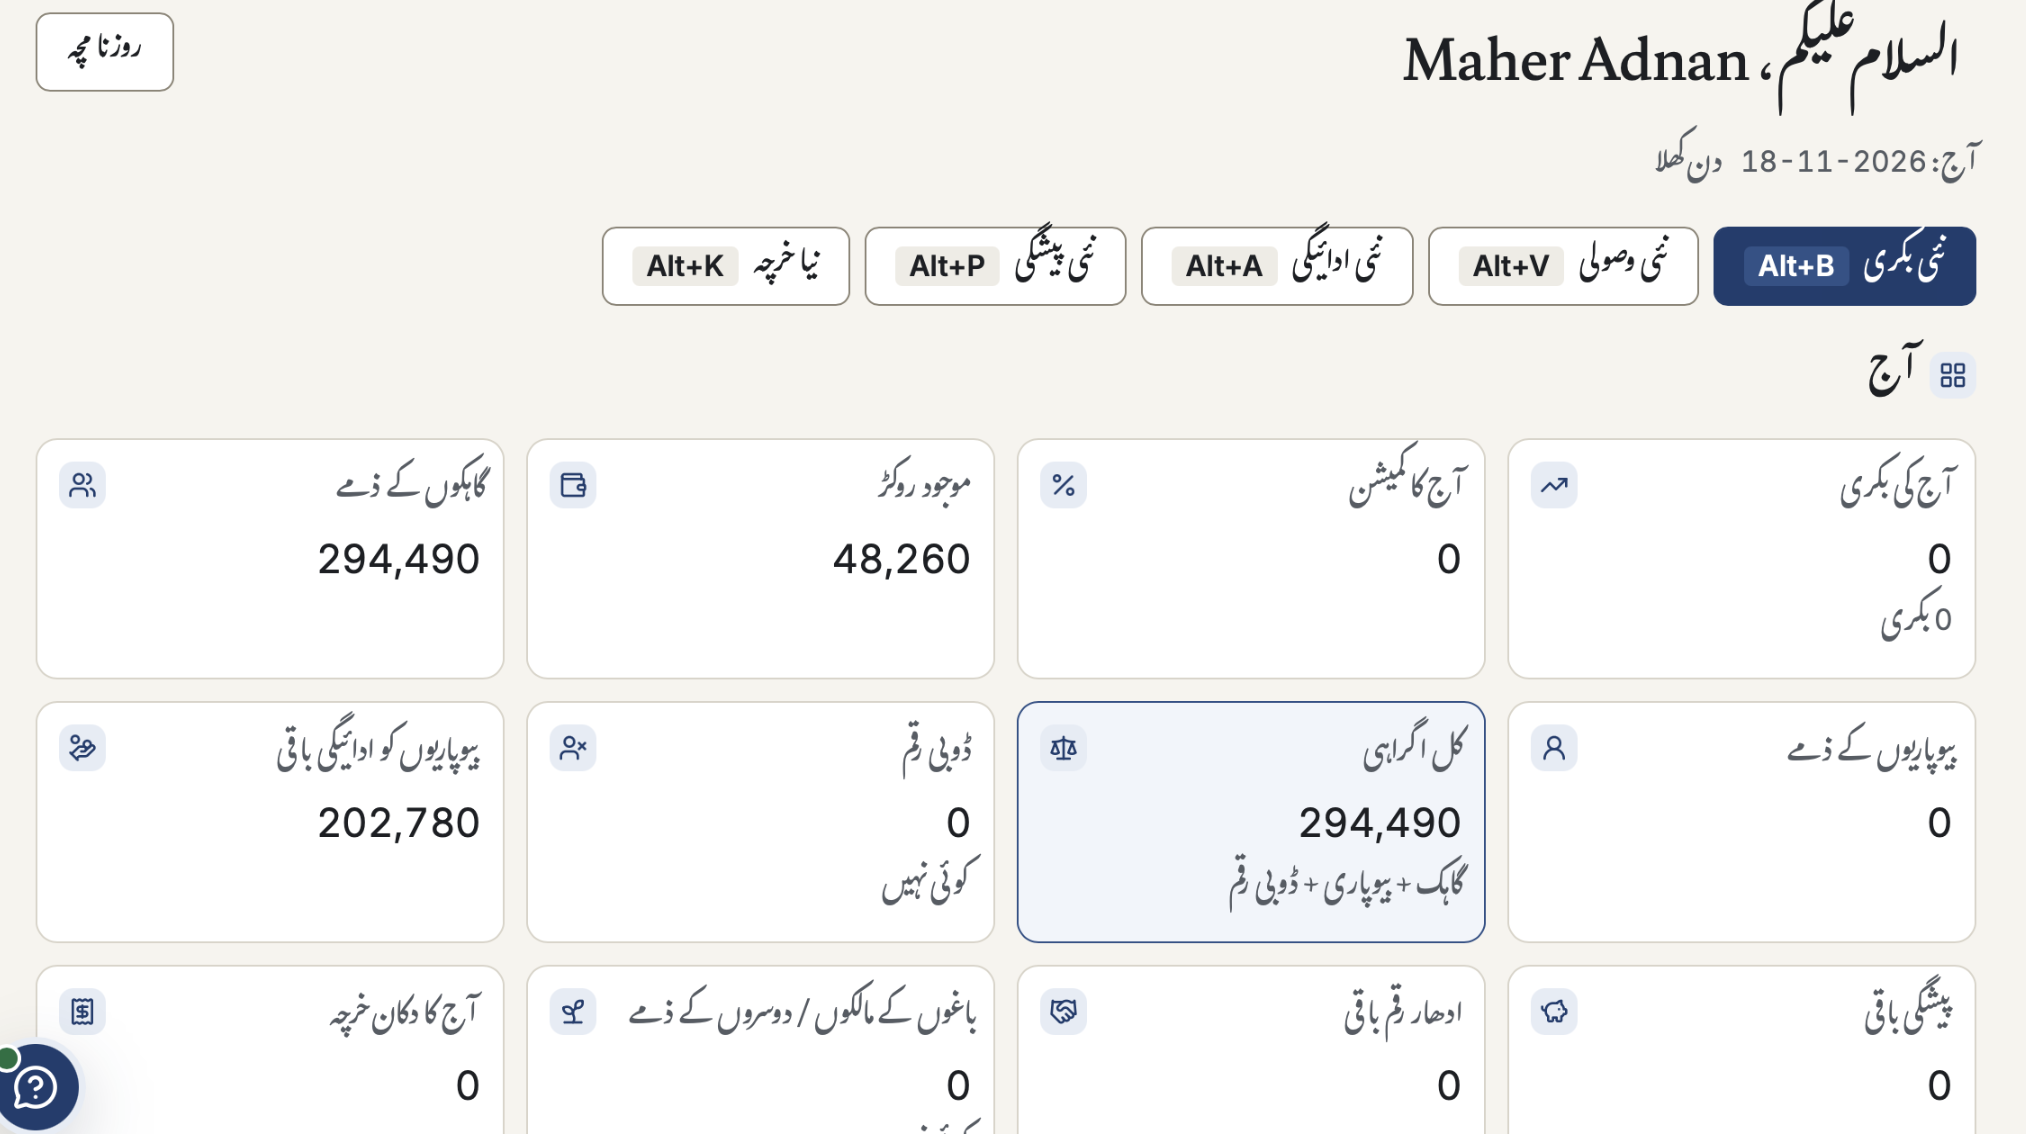 السلام علیکم، Maher Adnan
روزنامچہ
آج: 18-11-2026 دن کھلا
نئی بکری Alt+B
نئی وصولی Alt+V
نئی ادائیگی Alt+A
نئی پیشگی Alt+P
نیا خرچہ Alt+K
آج
آج کی بکری
0
0 بکری
آج کا کمیشن
0
موجود روکڑ
48,260
گاہکوں کے ذمے
294,490
بیوپاریوں کے ذمے
0
کل اگراہی
294,490
گاہک + بیوپاری + ڈوبی رقم
ڈوبی رقم
0
کوئی نہیں
بیوپاریوں کو ادائیگی باقی
202,780
پیشگی باقی
0
ادھار رقم باقی
0
باغوں کے مالکوں / دوسروں کے ذمے
0
آج کا دکان خرچہ
0